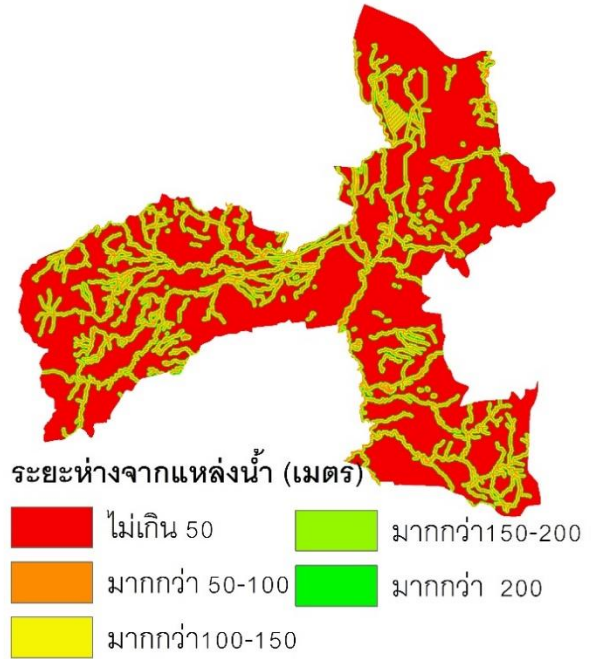 ระยะห่างจากแหล่งน้ำ (เมตร)
ไม่เกิน 50
มากกว่า 50-100
มากกว่า100-150
มากกว่า150-200
มากกว่า 200